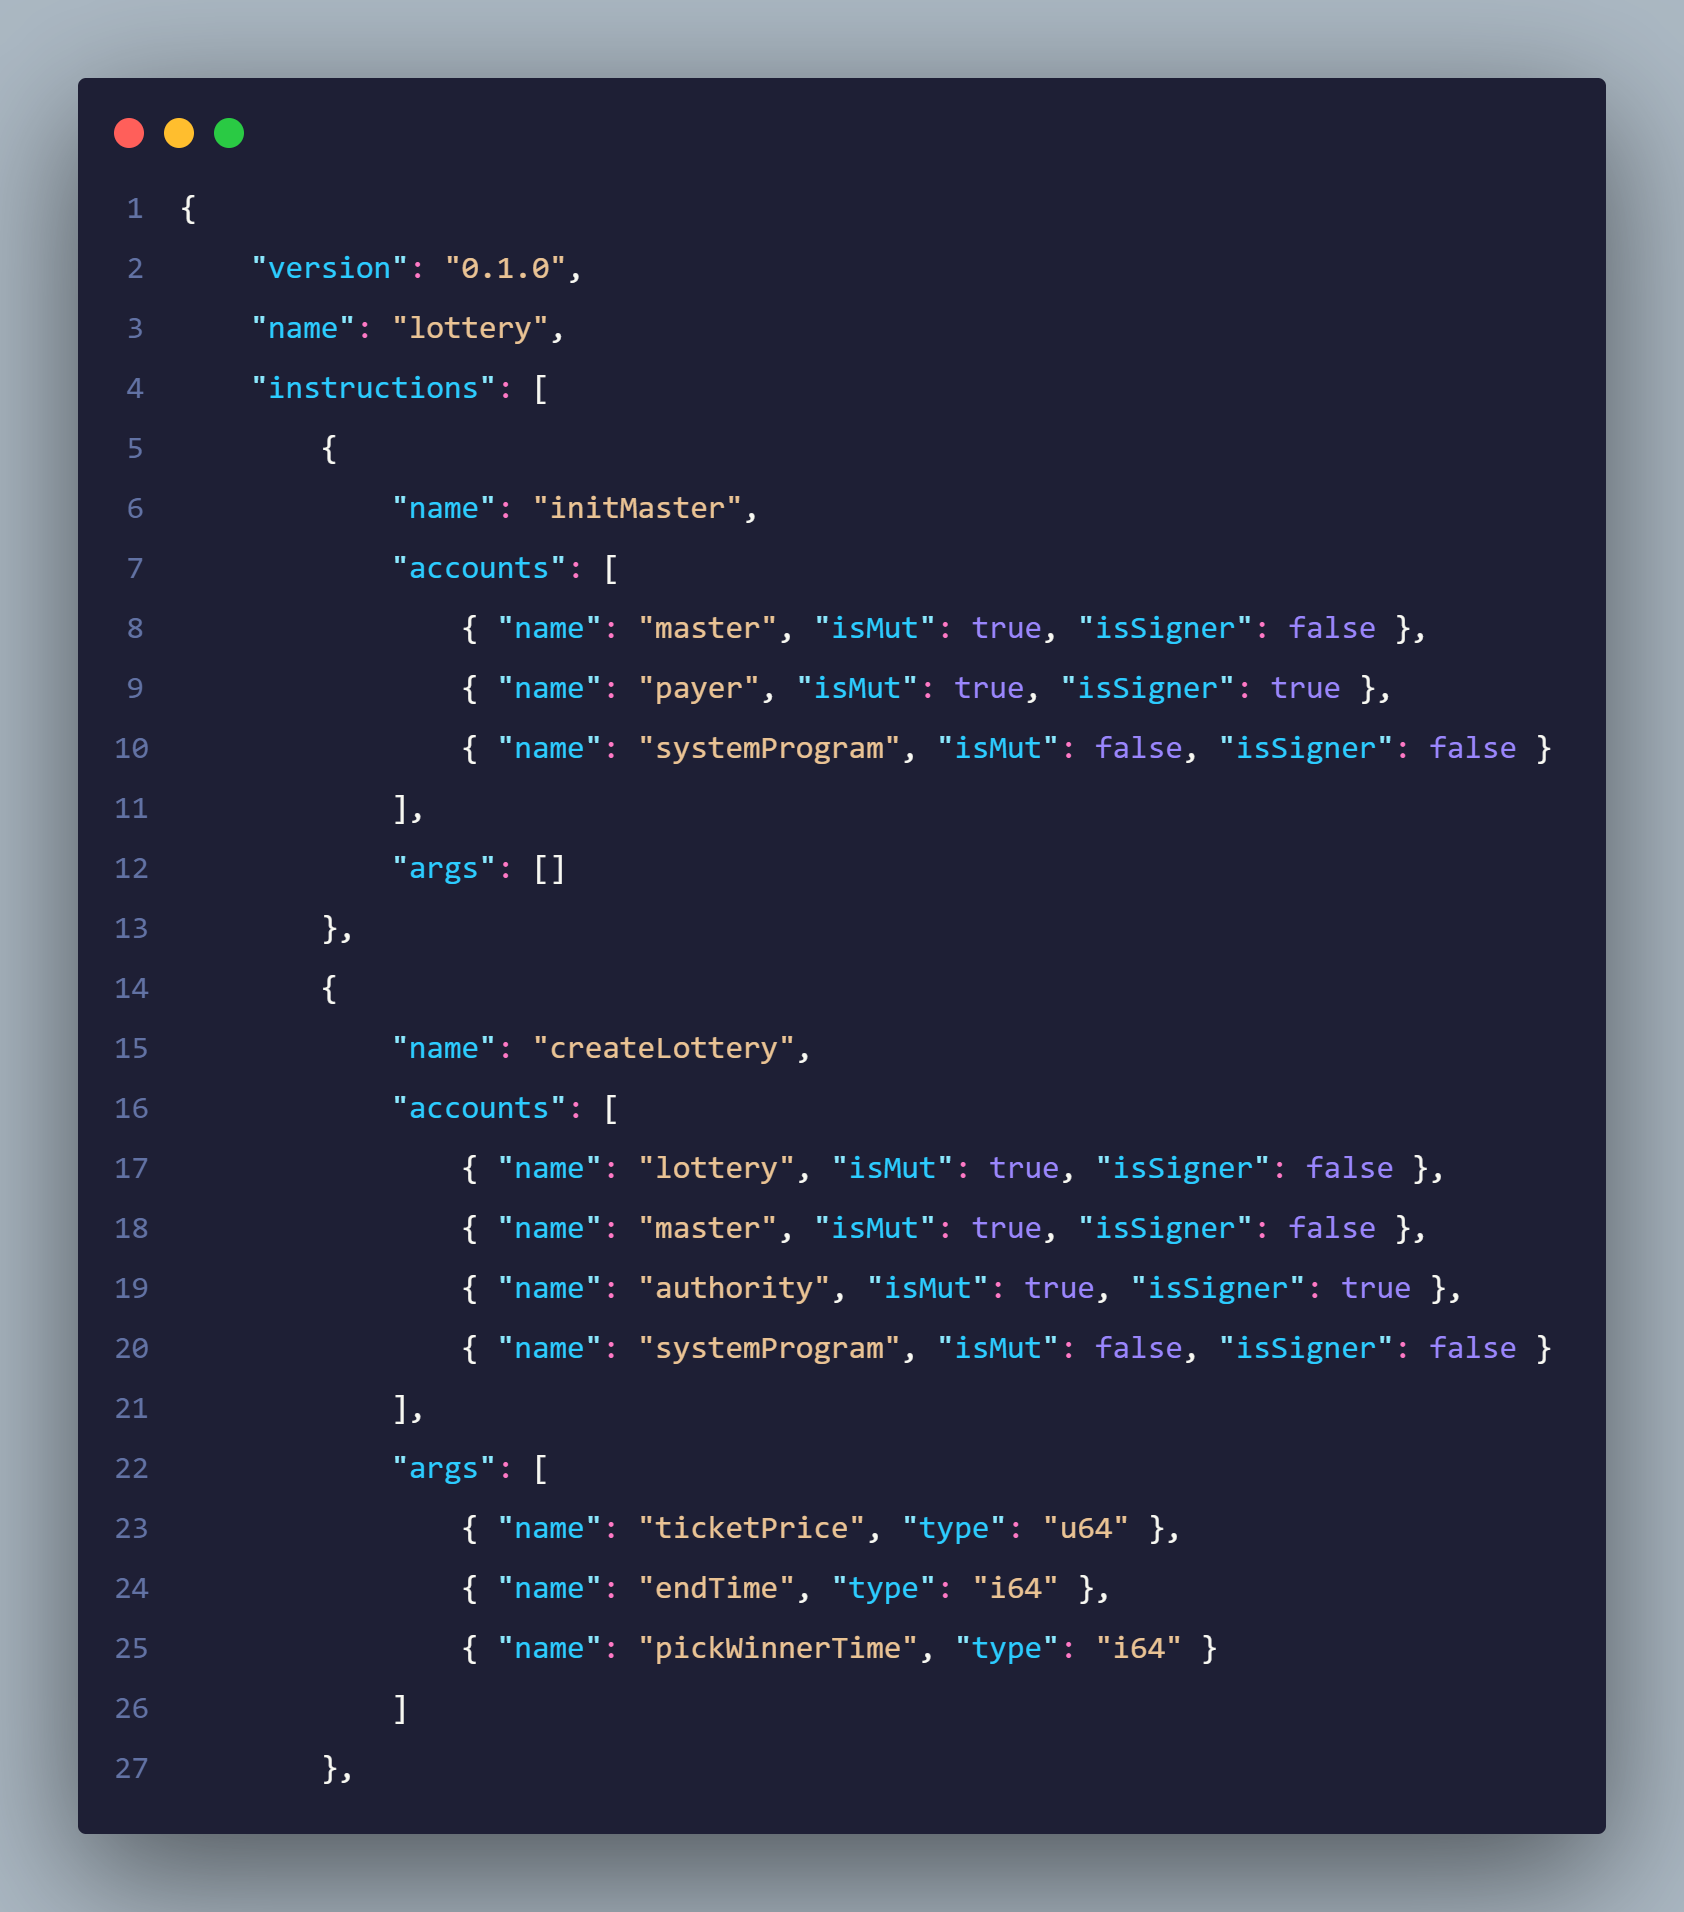 1 {
2     "version": "0.1.0",
3     "name": "lottery",
4     "instructions": [
5         {
6             "name": "initMaster",
7             "accounts": [
8                 { "name": "master", "isMut": true, "isSigner": false },
9                 { "name": "payer", "isMut": true, "isSigner": true },
10                 { "name": "systemProgram", "isMut": false, "isSigner": false }
11             ],
12             "args": []
13         },
14         {
15             "name": "createLottery",
16             "accounts": [
17                 { "name": "lottery", "isMut": true, "isSigner": false },
18                 { "name": "master", "isMut": true, "isSigner": false },
19                 { "name": "authority", "isMut": true, "isSigner": true },
20                 { "name": "systemProgram", "isMut": false, "isSigner": false }
21             ],
22             "args": [
23                 { "name": "ticketPrice", "type": "u64" },
24                 { "name": "endTime", "type": "i64" },
25                 { "name": "pickWinnerTime", "type": "i64" }
26             ]
27         },